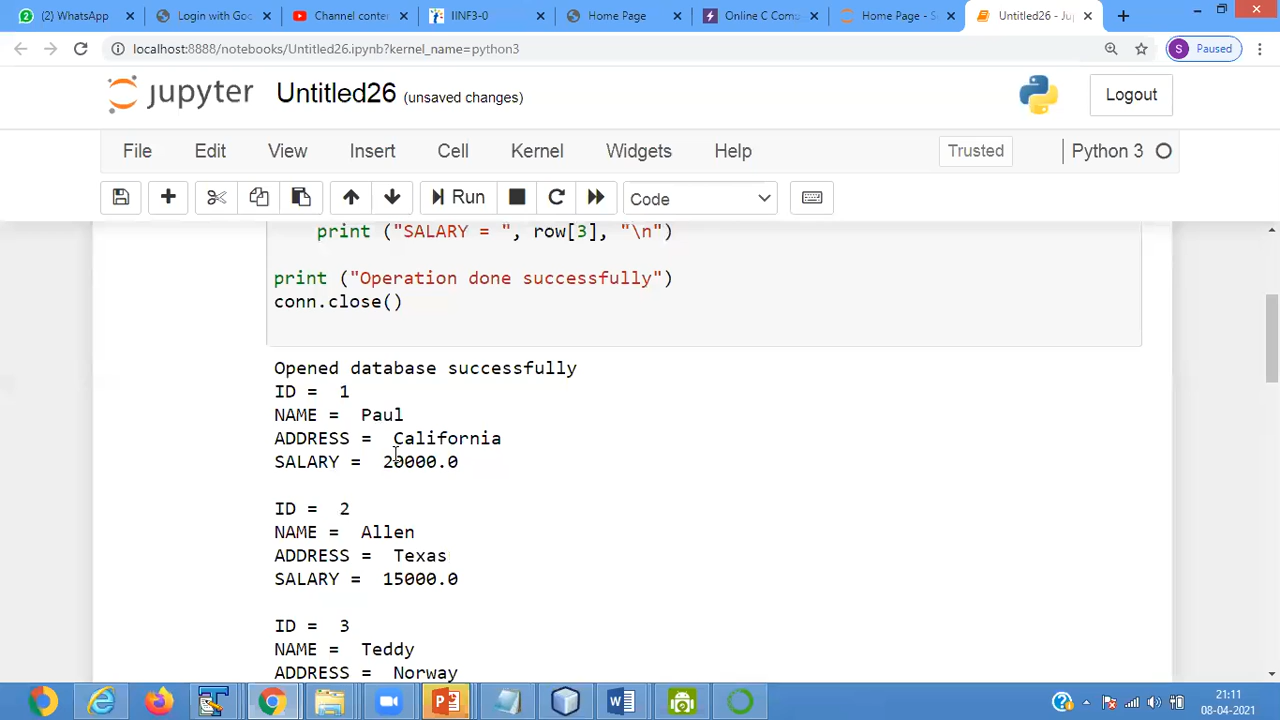 (2) WhatsApp
Login with Goo
Channel conten
IINF3-0
Home Page
Online C Comp
Home Page - S
Untitled26 - Ju
localhost:8888/notebooks/Untitled26.ipynb?kernel_name=python3
S Paused
jupyter Untitled26 (unsaved changes)
Logout
File Edit View Insert Cell Kernel Widgets Help Trusted Python 3
Run Code
print ("SALARY = ", row[3], "\n")
print ("Operation done successfully")
conn.close()
Opened database successfully
ID = 1
NAME = Paul
ADDRESS = California
SALARY = 20000.0
ID = 2
NAME = Allen
ADDRESS = Texas
SALARY = 15000.0
ID = 3
NAME = Teddy
ADDRESS = Norway
21:11
08-04-2021